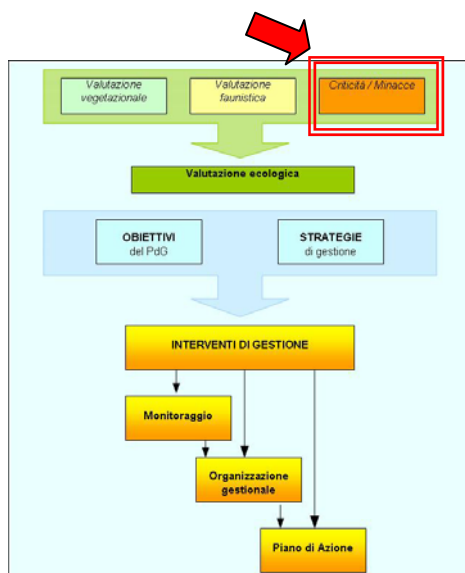 Valutazione
vegetazionale
Valutazione
faunistica
Criticità / Minacce
Valutazione ecologica
OBIETTIVI
del PdG
STRATEGIE
di gestione
INTERVENTI DI GESTIONE
Monitoraggio
Organizzazione
gestionale
Piano di Azione